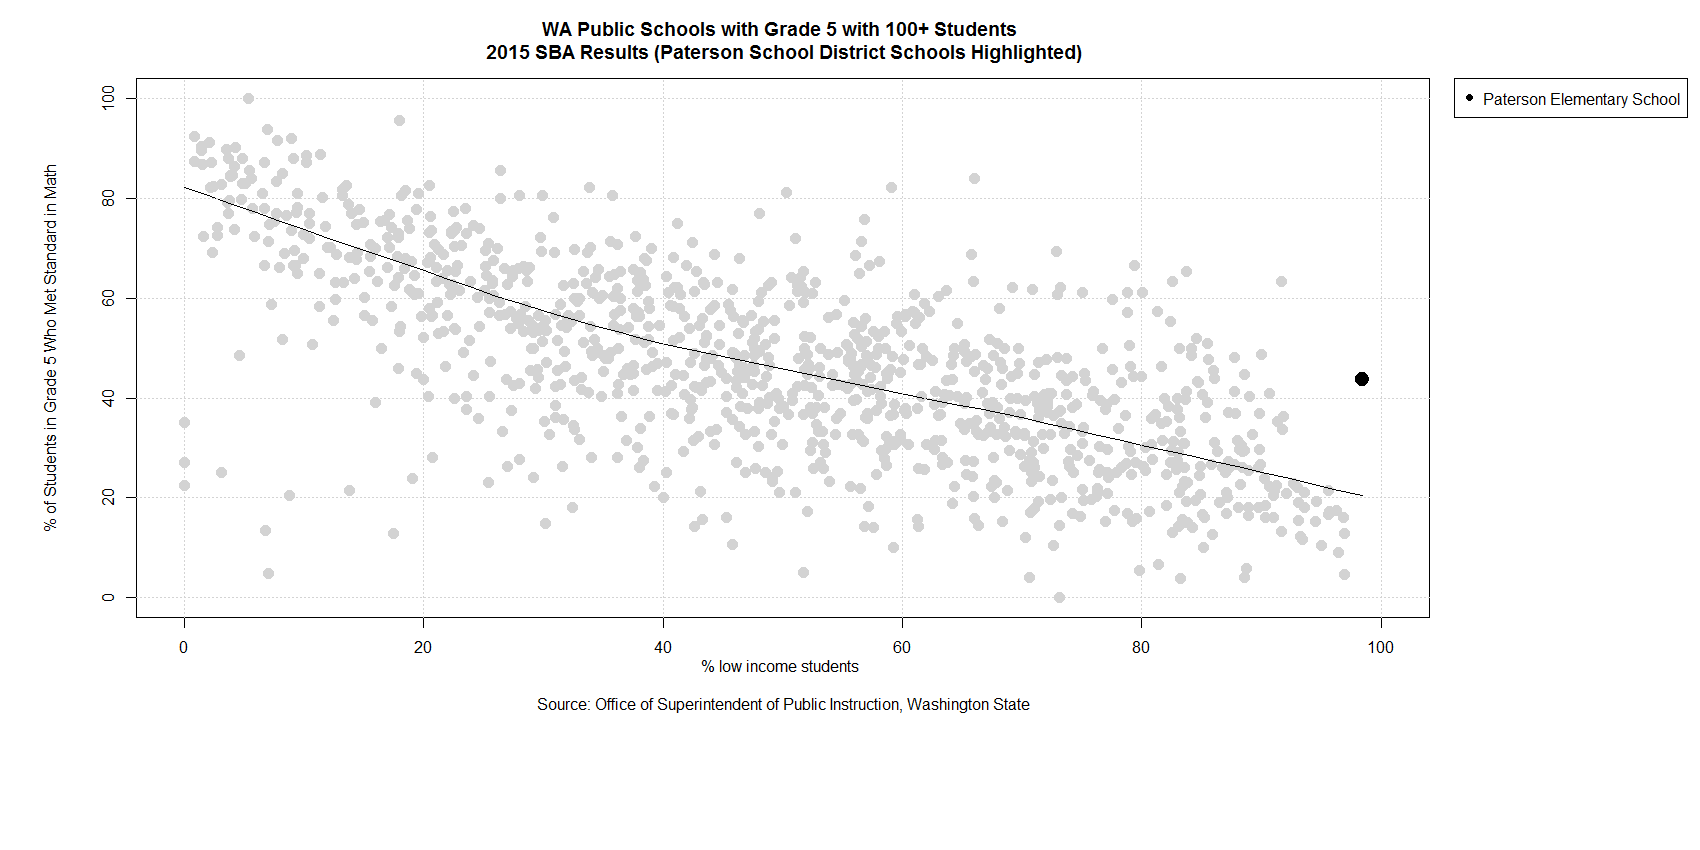 WA Public Schools with Grade 5 with 100+ Students
2015 SBA Results (Paterson School District Schools Highlighted)
Paterson Elementary School
% of Students in Grade 5 Who Met Standard in Math
100
80
60
40
20
0
0 20 40 60 80 100
% low income students
Source: Office of Superintendent of Public Instruction, Washington State